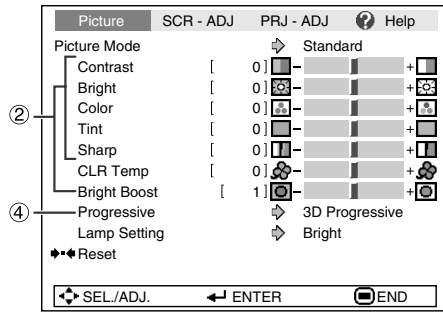 Picture SCR - ADJ PRJ - ADJ ? Help
Picture Mode Standard
Contrast [ 0 ] - +
Bright [ 0 ] - +
② Color [ 0 ] - +
Tint [ 0 ] - +
Sharp [ 0 ] - +
CLR Temp [ 0 ] - +
Bright Boost [ 1 ] - +
④ Progressive 3D Progressive
Lamp Setting Bright
Reset
SEL./ADJ. ENTER END